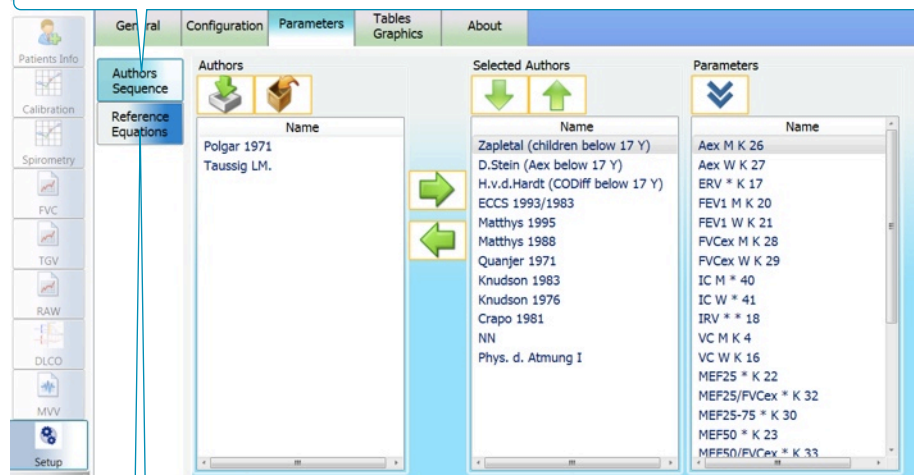 General
Configuration
Parameters
Tables
Graphics
About
Patients Info
Calibration
Spirometry
FVC
TGV
RAW
DLCO
MVV
Setup
Authors
Sequence
Reference
Equations
Authors
Name
Polgar 1971
Taussig LM.
Selected Authors
Name
Zapletal (children below 17 Y)
D.Stein (Aex below 17 Y)
H.v.d.Hardt (CODiff below 17 Y)
ECCS 1993/1983
Matthys 1995
Matthys 1988
Quanjer 1971
Knudson 1983
Knudson 1976
Crapo 1981
NN
Phys. d. Atmung I
Parameters
Name
Aex M K 26
Aex W K 27
ERV * K 17
FEV1 M K 20
FEV1 W K 21
FVCex M K 28
FVCex W K 29
IC M * 40
IC W * 41
IRV * * 18
VC M K 4
VC W K 16
MEF25 * K 22
MEF25/FVCex * K 32
MEF25-75 * K 30
MEF50 * K 23
MEF50/FVCex * K 33